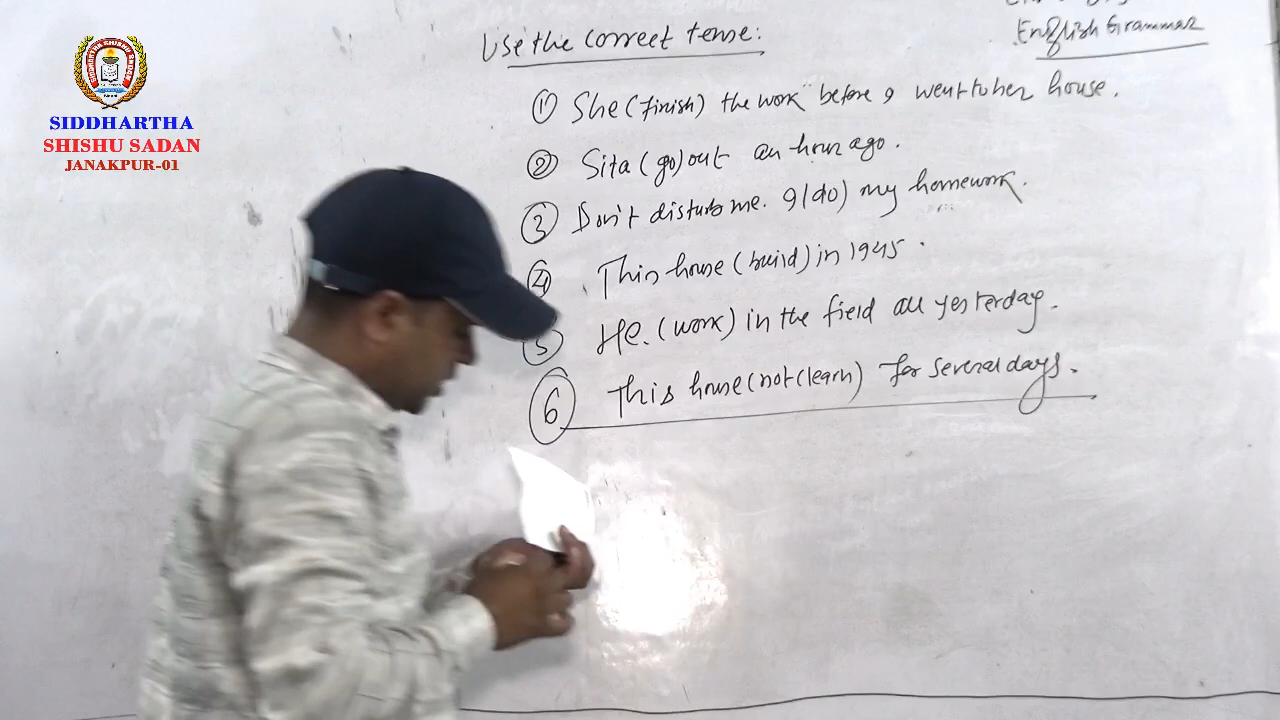 SIDDHARTHA
SHISHU SADAN
JANAKPUR-01
English Grammar
Use the correct tense:
① She (finish) the work before I went to her house.
② Sita (go) out an hour ago.
③ Don't disturb me. I (do) my homework.
④ This house (build) in 1945.
⑤ He. (work) in the field all yesterday.
⑥ This house (not (clean) for several days.